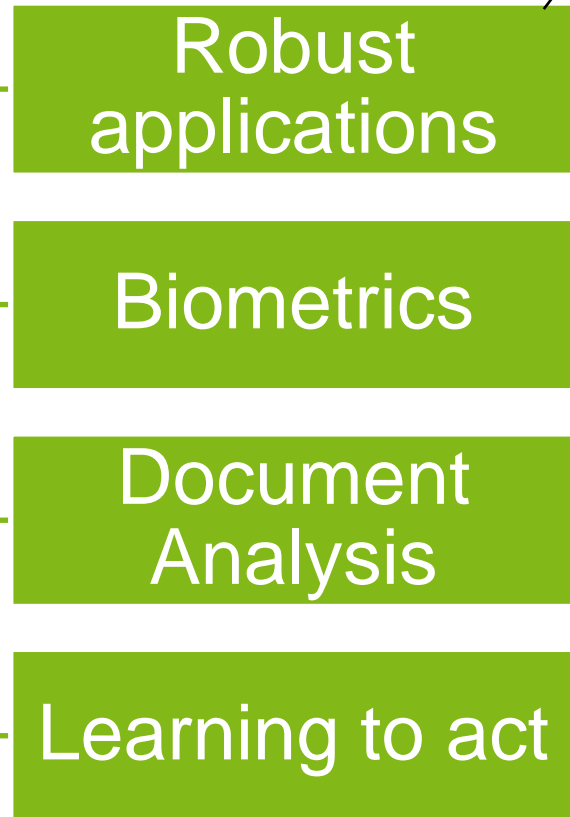 Robust
applications
Biometrics
Document
Analysis
Learning to act